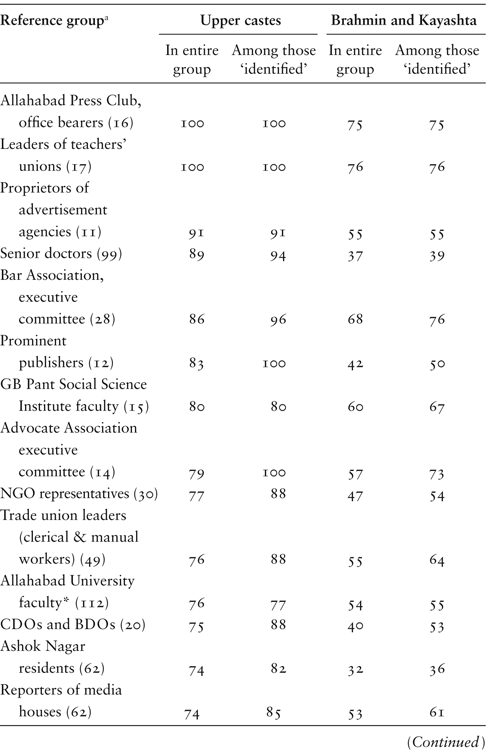 Reference groupᵃ Upper castes Brahmin and Kayashta
In entire Among those In entire Among those
group ‘identified’ group ‘identified’
Allahabad Press Club,
office bearers (16) 100 100 75 75
Leaders of teachers’
unions (17) 100 100 76 76
Proprietors of
advertisement
agencies (11) 91 91 55 55
Senior doctors (99) 89 94 37 39
Bar Association,
executive
committee (28) 86 96 68 76
Prominent
publishers (12) 83 100 42 50
GB Pant Social Science
Institute faculty (15) 80 80 60 67
Advocate Association
executive
committee (14) 79 100 57 73
NGO representatives (30) 77 88 47 54
Trade union leaders
(clerical & manual
workers) (49) 76 88 55 64
Allahabad University
faculty* (112) 76 77 54 55
CDOs and BDOs (20) 75 88 40 53
Ashok Nagar
residents (62) 74 82 32 36
Reporters of media
houses (62) 74 85 53 61
(Continued)